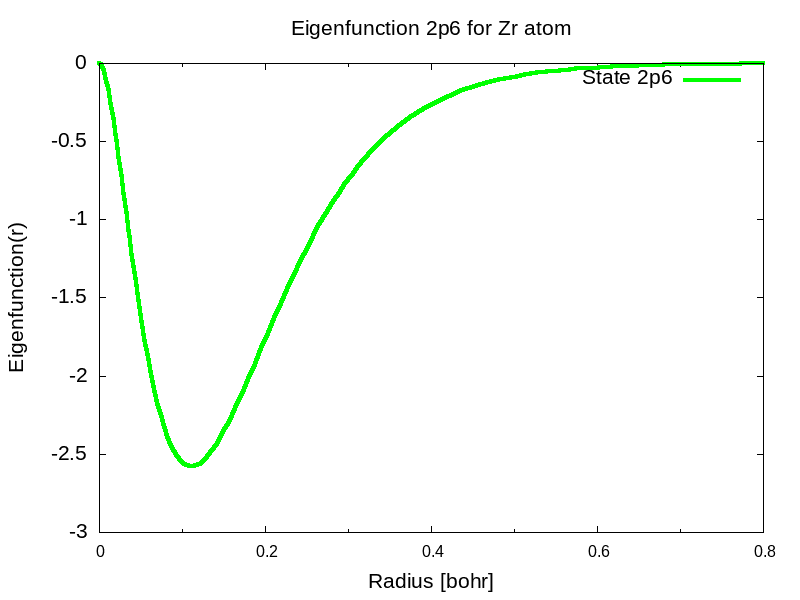 Eigenfunction 2p6 for Zr atom
State 2p6
0
-0.5
-1
-1.5
-2
-2.5
-3
Eigenfunction(r)
0 0.2 0.4 0.6 0.8
Radius [bohr]